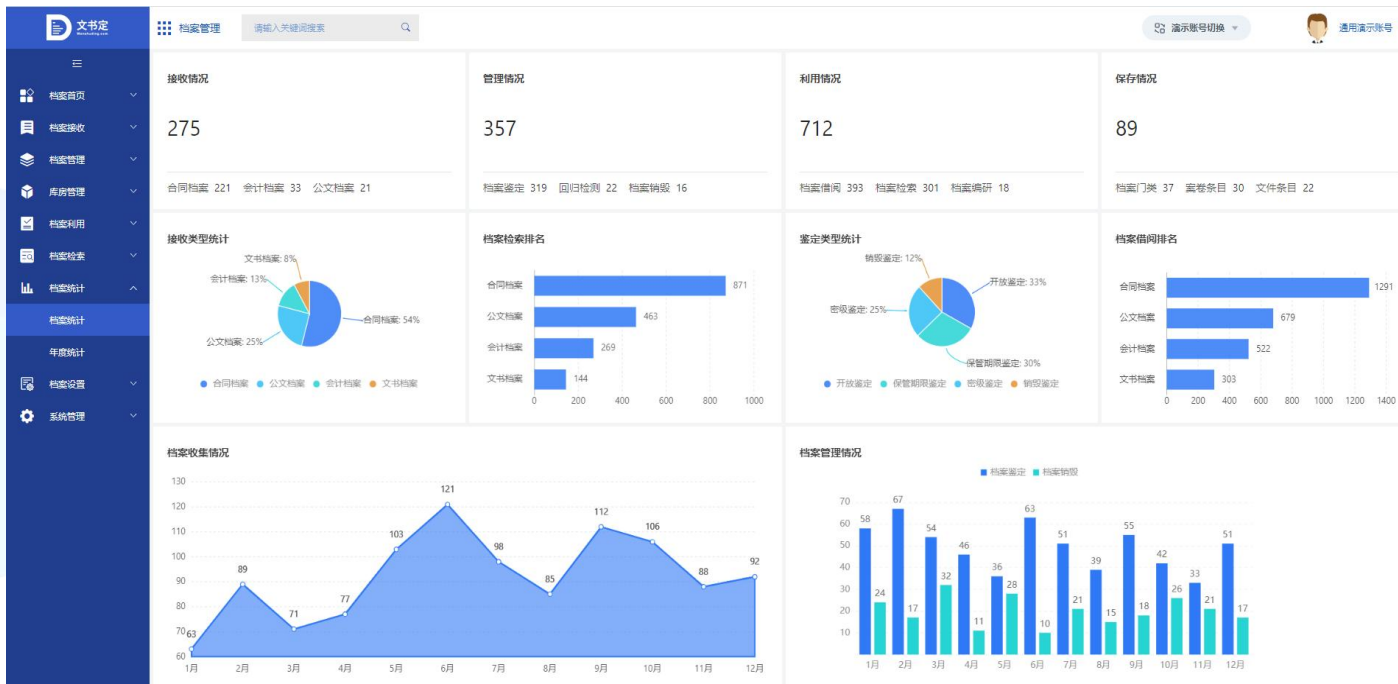 文书定
Wenshuding.com
档案管理
请输入关键词搜索
演示账号切换
通用演示账号
档案首页
档案接收
档案管理
库房管理
档案利用
档案检索
档案统计
档案统计
年度统计
档案设置
系统管理
接收情况
275
合同档案 221 会计档案 33 公文档案 21
管理情况
357
档案鉴定 319 回归检测 22 档案销毁 16
利用情况
712
档案借阅 393 档案检索 301 档案编研 18
保存情况
89
档案门类 37 案卷条目 30 文件条目 22
接收类型统计
文书档案: 8%
会计档案: 13%
合同档案: 54%
公文档案: 25%
合同档案 公文档案 会计档案 文书档案
档案检索排名
合同档案 871
公文档案 463
会计档案 269
文书档案 144
0 200 400 600 800 1000
鉴定类型统计
销毁鉴定: 12%
开放鉴定: 33%
密级鉴定: 25%
保管期限鉴定: 30%
开放鉴定 保管期限鉴定 密级鉴定 销毁鉴定
档案借阅排名
合同档案 1291
公文档案 679
会计档案 522
文书档案 303
0 200 400 600 800 1000 1200 1400
档案收集情况
130
120
110
100
90
80
70
60
63 89 71 77 103 121 98 85 112 106 88 92
1月 2月 3月 4月 5月 6月 7月 8月 9月 10月 11月 12月
档案管理情况
档案鉴定 档案销毁
70
60
50
40
30
20
10
58 67 54 46 36 63 51 39 55 42 33 51
24 17 32 11 28 10 21 15 18 26 21 17
1月 2月 3月 4月 5月 6月 7月 8月 9月 10月 11月 12月